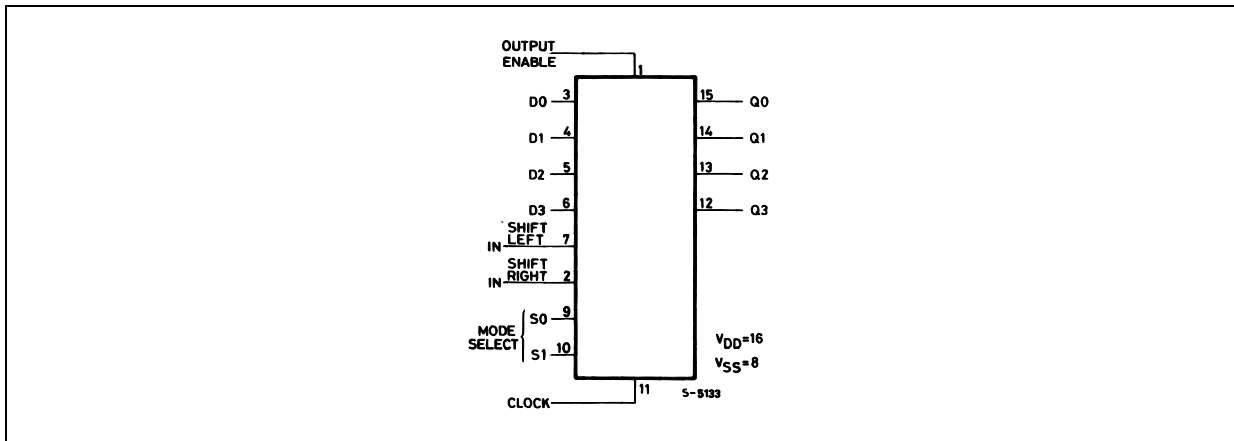 OUTPUT
ENABLE
1
D0 3
15 Q0
D1 4
14 Q1
D2 5
13 Q2
D3 6
12 Q3
SHIFT
LEFT
IN 7
SHIFT
RIGHT
IN 2
MODE
SELECT
S0 9
S1 10
VDD=16
VSS=8
11
S-5133
CLOCK